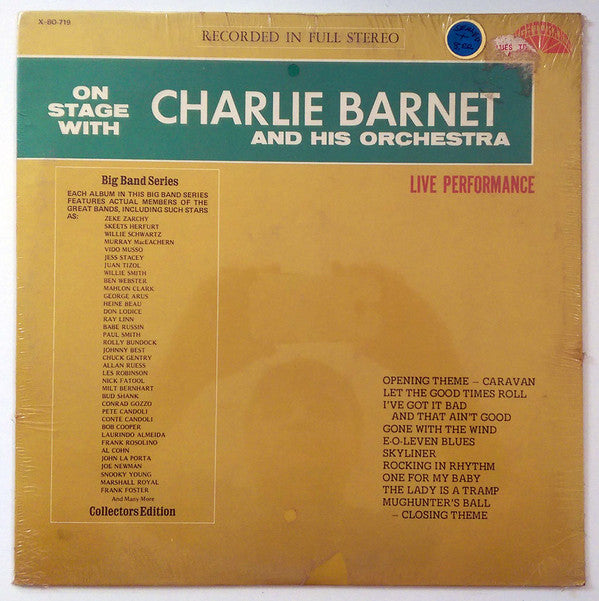 X-BO-719
RECORDED IN FULL STEREO
ON
STAGE
WITH
CHARLIE BARNET
AND HIS ORCHESTRA
LIVE PERFORMANCE
Big Band Series
EACH ALBUM IN THIS BIG BAND SERIES
FEATURES ACTUAL MEMBERS OF THE
GREAT BANDS, INCLUDING SUCH STARS
AS:
ZEKE ZARCHY
SKEETS HERFURT
WILLIE SCHWARTZ
MURRAY MacEACHERN
VIDO MUSSO
JESS STACEY
JUAN TIZOL
WILLIE SMITH
BEN WEBSTER
MAHLON CLARK
GEORGE ARUS
HEINE BEAU
DON LODICE
RAY LINN
BABE RUSSIN
PAUL SMITH
ROLLY BUNDOCK
JOHNNY BEST
CHUCK GENTRY
ALLAN RUESS
LES ROBINSON
NICK FATOOL
MILT BERNHART
BUD SHANK
CONRAD GOZZO
PETE CANDOLI
CONTE CANDOLI
BOB COOPER
LAURINDO ALMEIDA
FRANK ROSOLINO
AL COHN
JOHN LA PORTA
JOE NEWMAN
SNOOKY YOUNG
MARSHALL ROYAL
FRANK FOSTER
And Many More
Collectors Edition
OPENING THEME – CARAVAN
LET THE GOOD TIMES ROLL
I'VE GOT IT BAD
AND THAT AIN'T GOOD
GONE WITH THE WIND
E-O-LEVEN BLUES
SKYLINER
ROCKING IN RHYTHM
ONE FOR MY BABY
THE LADY IS A TRAMP
MUGHUNTER'S BALL
– CLOSING THEME